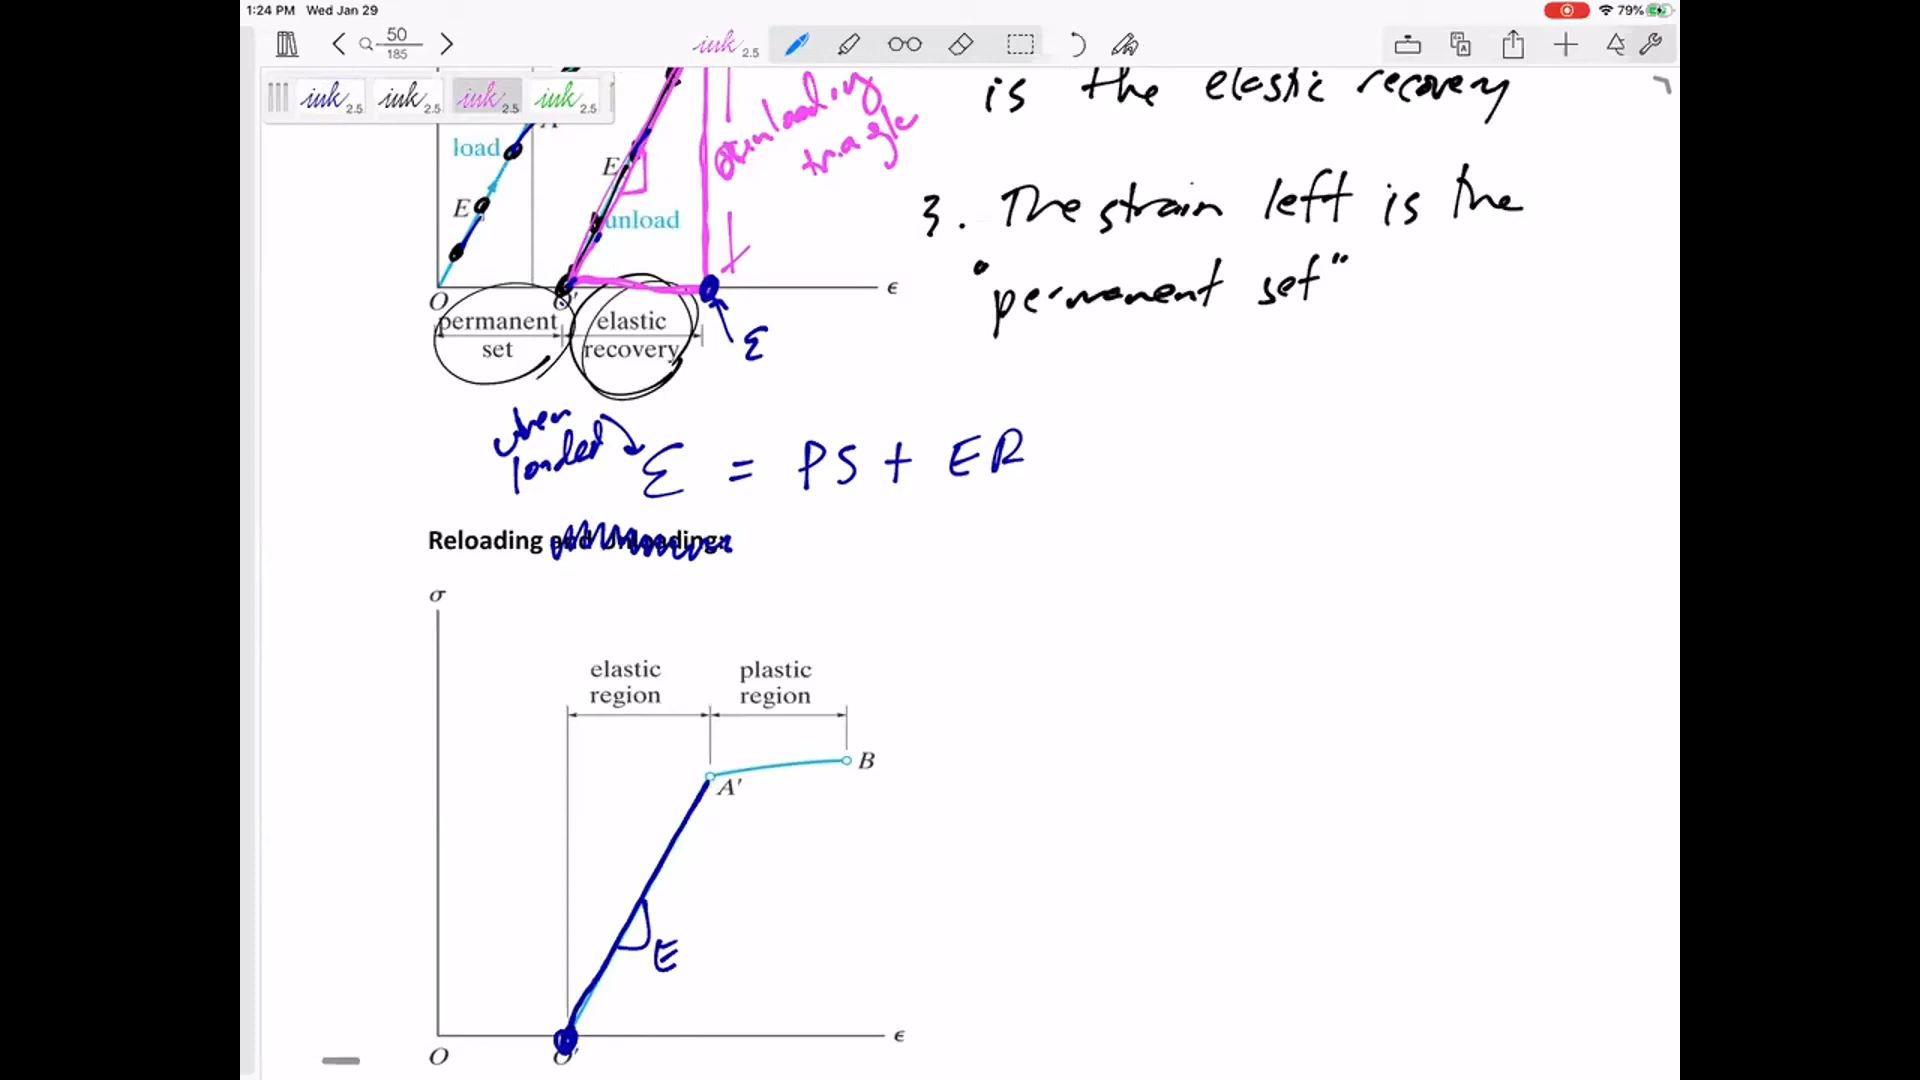 1:24 PM Wed Jan 29
79%
50
185
ink 2.5
ink 2.5
ink 2.5
ink 2.5
ink 2.5
is the elastic recovery
unloading
triangle
load
A
E
E
unload
3. The strain left is the
"permanent set"
O
O'
ϵ
permanent
set
elastic
recovery
ε
when
loaded
ε = PS + ER
Reloading and Unloading:
σ
elastic
region
plastic
region
B
A'
E
ϵ
O
O'